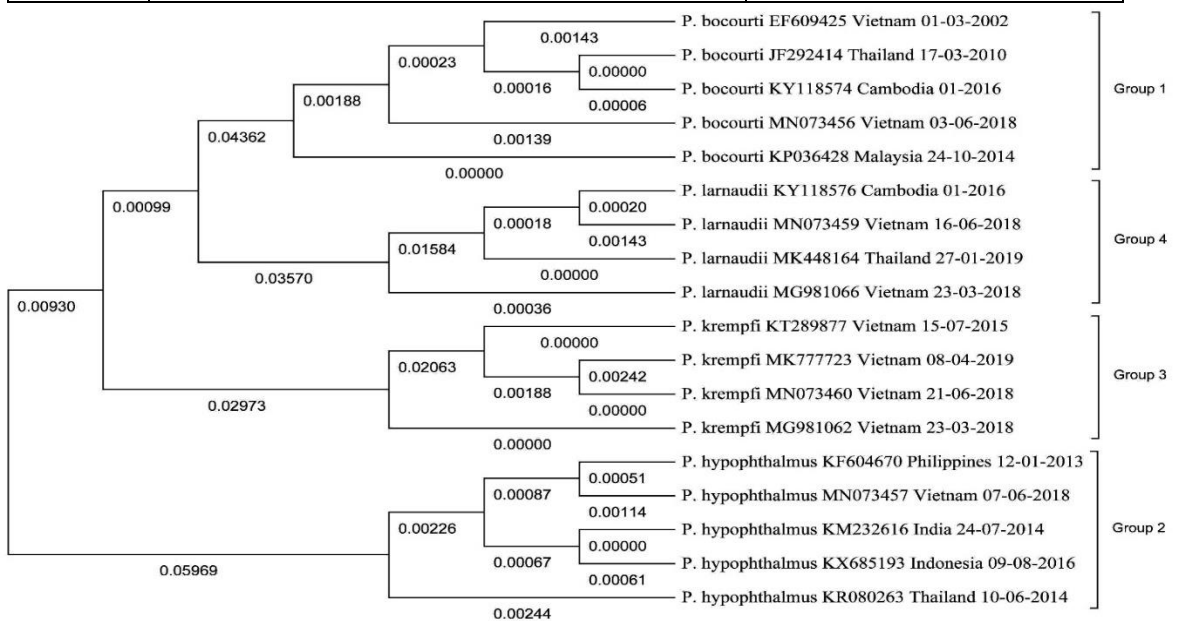 P. bocourti EF609425 Vietnam 01-03-2002
0.00143
0.00023
P. bocourti JF292414 Thailand 17-03-2010
0.00000
0.00016
P. bocourti KY118574 Cambodia 01-2016
Group 1
0.00188
0.00006
P. bocourti MN073456 Vietnam 03-06-2018
0.04362
0.00139
P. bocourti KP036428 Malaysia 24-10-2014
0.00000
P. larnaudii KY118576 Cambodia 01-2016
0.00099
0.00020
0.00018
P. larnaudii MN073459 Vietnam 16-06-2018
Group 4
0.01584
0.00143
P. larnaudii MK448164 Thailand 27-01-2019
0.03570
0.00000
P. larnaudii MG981066 Vietnam 23-03-2018
0.00930
0.00036
P. krempfi KT289877 Vietnam 15-07-2015
0.00000
0.02063
P. krempfi MK777723 Vietnam 08-04-2019
Group 3
0.00242
0.00188
P. krempfi MN073460 Vietnam 21-06-2018
0.02973
0.00000
P. krempfi MG981062 Vietnam 23-03-2018
0.00000
P. hypophthalmus KF604670 Philippines 12-01-2013
0.00051
0.00087
P. hypophthalmus MN073457 Vietnam 07-06-2018
0.00114
0.00226
P. hypophthalmus KM232616 India 24-07-2014
Group 2
0.00000
0.00067
P. hypophthalmus KX685193 Indonesia 09-08-2016
0.05969
0.00061
P. hypophthalmus KR080263 Thailand 10-06-2014
0.00244